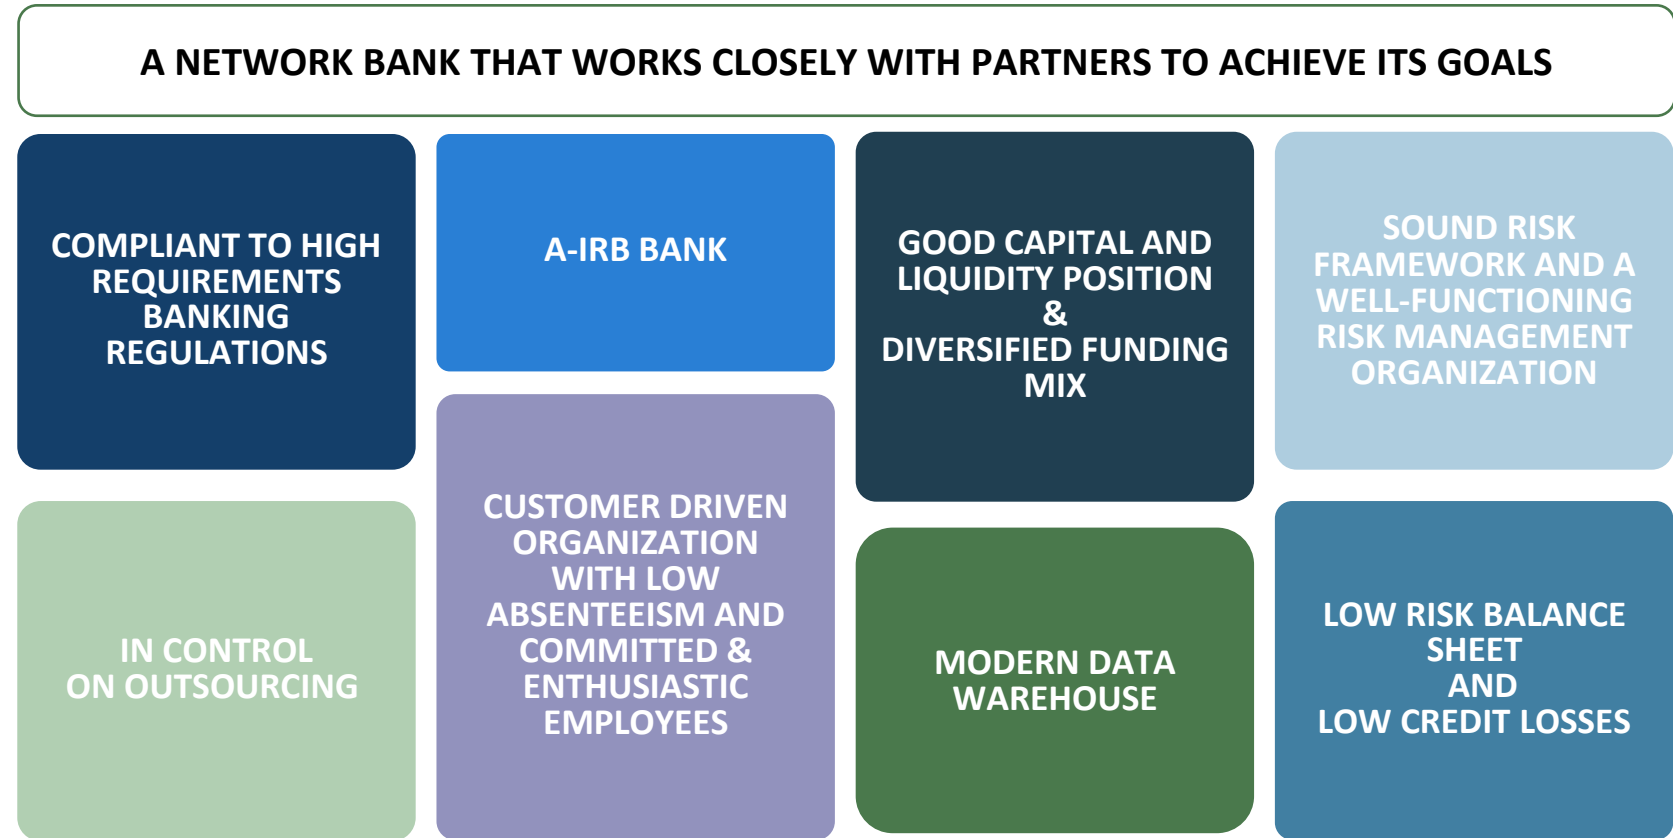 A NETWORK BANK THAT WORKS CLOSELY WITH PARTNERS TO ACHIEVE ITS GOALS
COMPLIANT TO HIGH
REQUIREMENTS
BANKING
REGULATIONS
A-IRB BANK
GOOD CAPITAL AND
LIQUIDITY POSITION
&
DIVERSIFIED FUNDING
MIX
SOUND RISK
FRAMEWORK AND A
WELL-FUNCTIONING
RISK MANAGEMENT
ORGANIZATION
IN CONTROL
ON OUTSOURCING
CUSTOMER DRIVEN
ORGANIZATION
WITH LOW
ABSENTEEISM AND
COMMITTED &
ENTHUSIASTIC
EMPLOYEES
MODERN DATA
WAREHOUSE
LOW RISK BALANCE
SHEET
AND
LOW CREDIT LOSSES